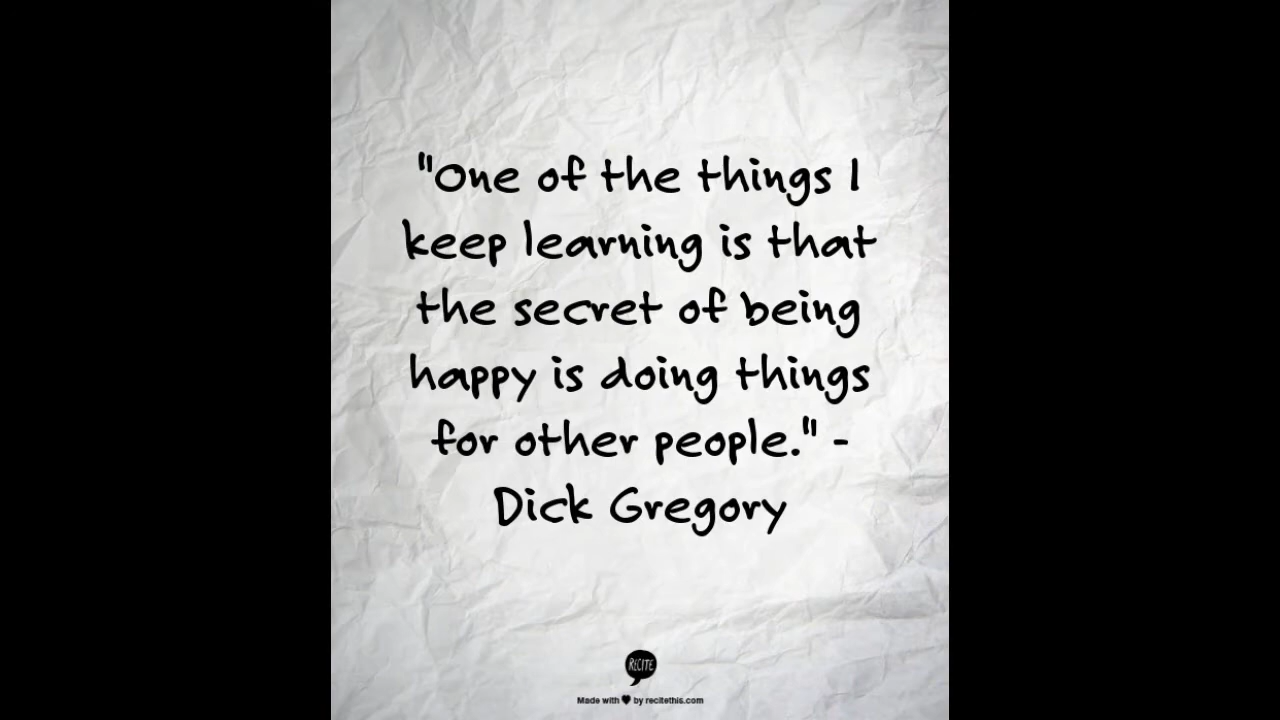 "One of the things I
keep learning is that
the secret of being
happy is doing things
for other people." -
Dick Gregory
RECITE
Made with ♥ by recitethis.com